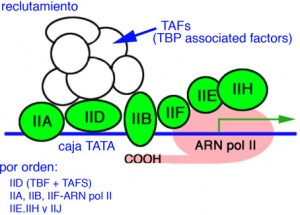 reclutamiento
TAFs
(TBP associated factors)
IIA
IID
IIB
IIF
IIE
IIH
caja TATA
COOH
ARN pol II
por orden:
IID (TBF + TAFS)
IIA, IIB, IIF-ARN pol II
IIE,IIH v IIJ